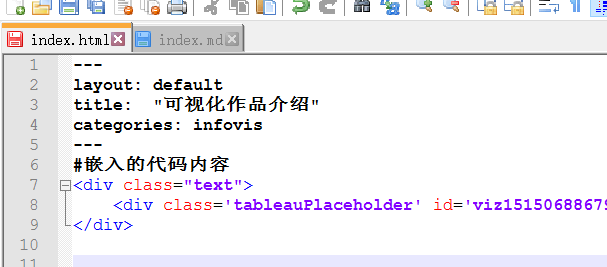 index.html index.md
1 ---
2 layout: default
3 title: "可视化作品介绍"
4 categories: infovis
5 ---
6 #嵌入的代码内容
7 <div class="text">
8 <div class='tableauPlaceholder' id='viz1515068867
9 </div>
10
11